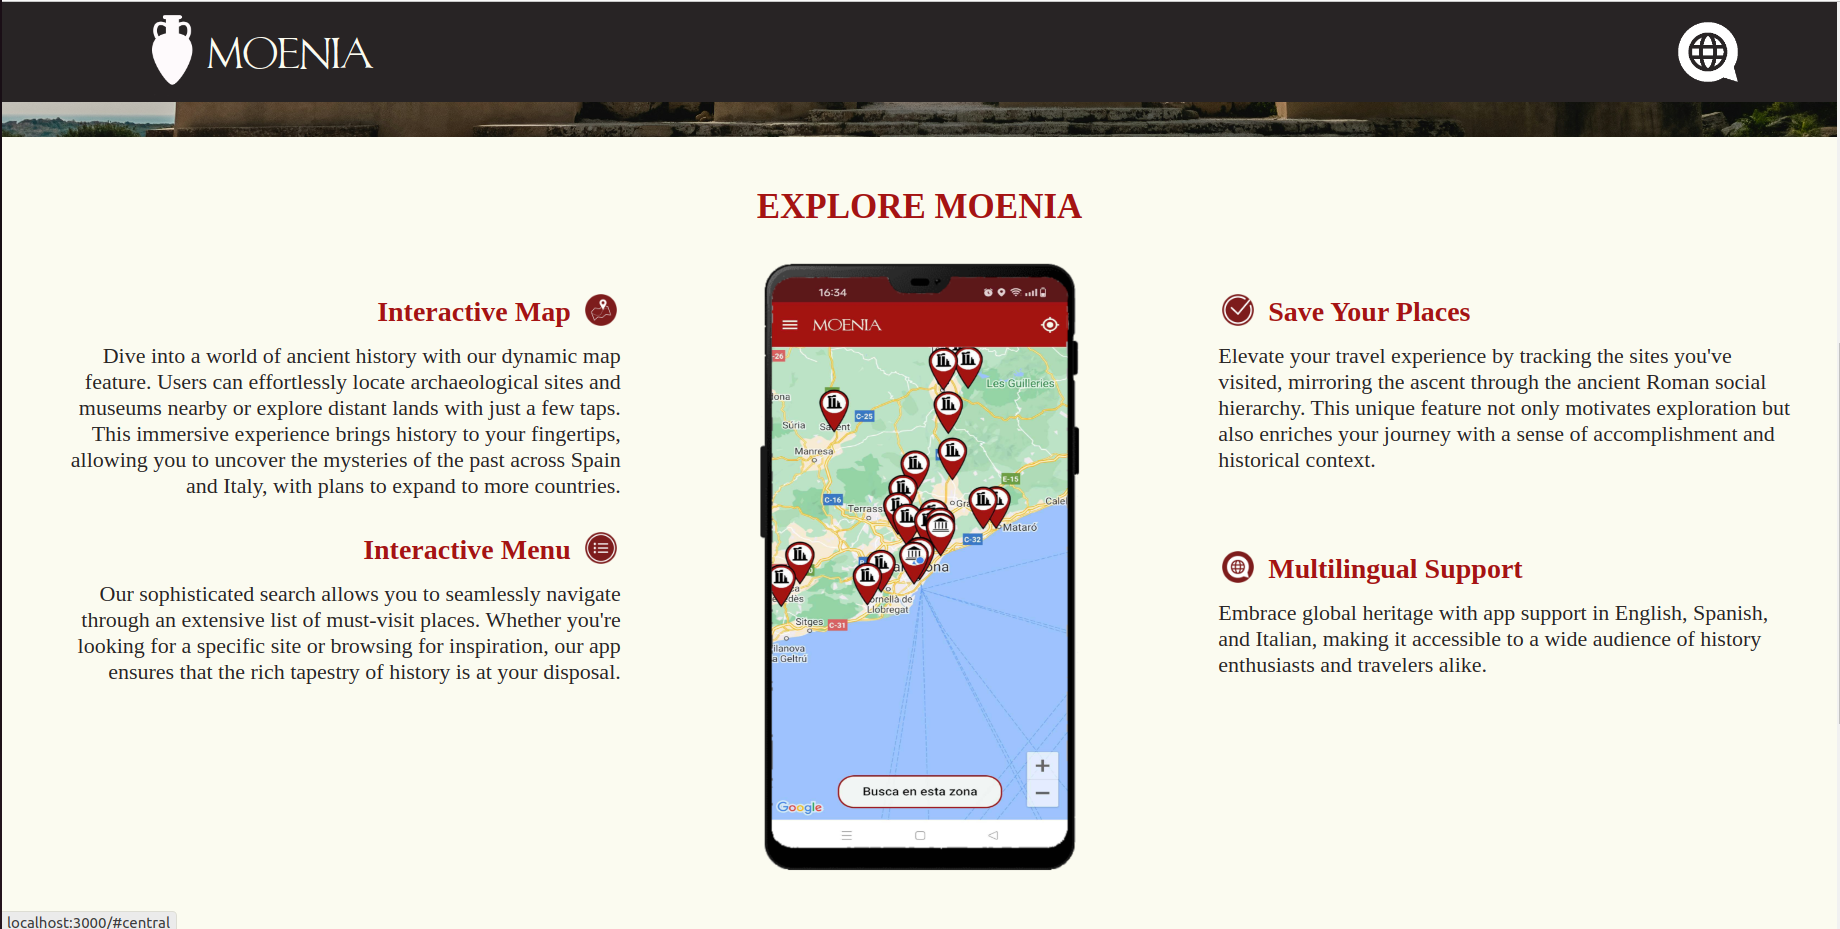 MOENIA
EXPLORE MOENIA
Interactive Map
Dive into a world of ancient history with our dynamic map
feature. Users can effortlessly locate archaeological sites and
museums nearby or explore distant lands with just a few taps.
This immersive experience brings history to your fingertips,
allowing you to uncover the mysteries of the past across Spain
and Italy, with plans to expand to more countries.
Interactive Menu
Our sophisticated search allows you to seamlessly navigate
through an extensive list of must-visit places. Whether you're
looking for a specific site or browsing for inspiration, our app
ensures that the rich tapestry of history is at your disposal.
16:34
MOENIA
-26
Les Guilleries
C-25
Súria
Manresa
E-15
C-16
Mataró
C-32
Llobregat
Sitges
C-31
ilanova
a Geltrú
Busca en esta zona
Google
Save Your Places
Elevate your travel experience by tracking the sites you've
visited, mirroring the ascent through the ancient Roman social
hierarchy. This unique feature not only motivates exploration but
also enriches your journey with a sense of accomplishment and
historical context.
Multilingual Support
Embrace global heritage with app support in English, Spanish,
and Italian, making it accessible to a wide audience of history
enthusiasts and travelers alike.
localhost:3000/#central